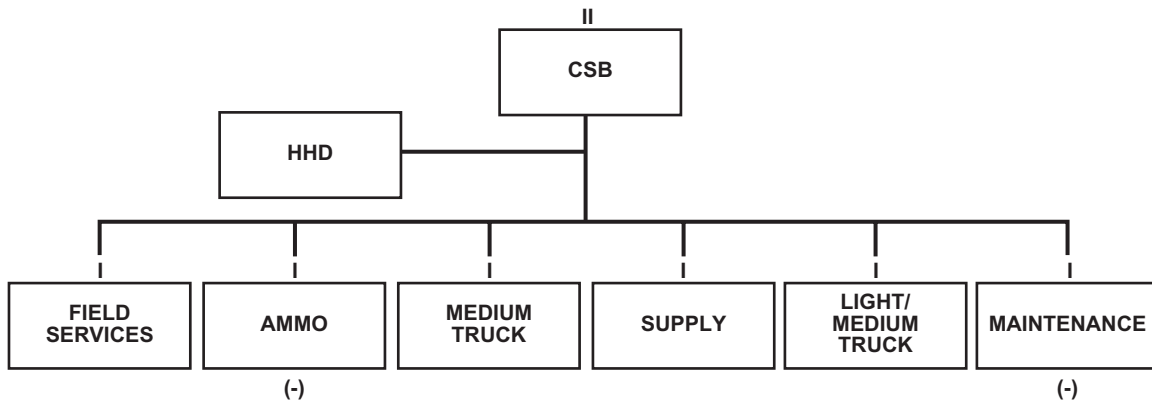 II
CSB
HHD
I
I
I
I
I
I
FIELD
SERVICES
AMMO
MEDIUM
TRUCK
SUPPLY
LIGHT/
MEDIUM
TRUCK
MAINTENANCE
(-)
(-)